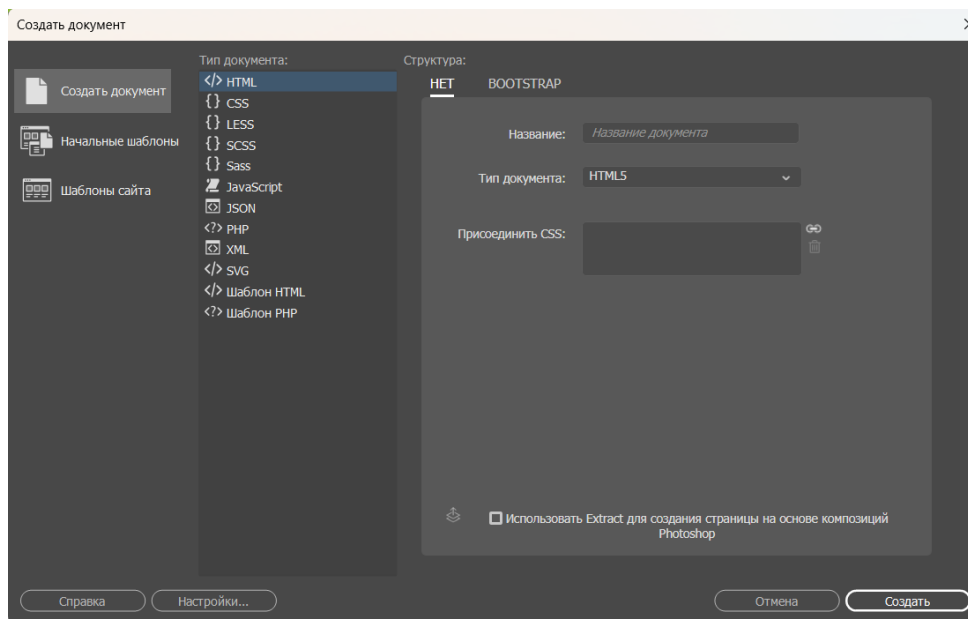 Создать документ
Создать документ
Начальные шаблоны
Шаблоны сайта
Тип документа:
</> HTML
{} CSS
{} LESS
{} SCSS
{} Sass
JavaScript
JSON
<?> PHP
XML
</> SVG
</> Шаблон HTML
<?> Шаблон PHP
Структура:
НЕТ BOOTSTRAP
Название: Название документа
Тип документа: HTML5
Присоединить CSS:
Использовать Extract для создания страницы на основе композиций
Photoshop
Справка Настройки... Отмена Создать